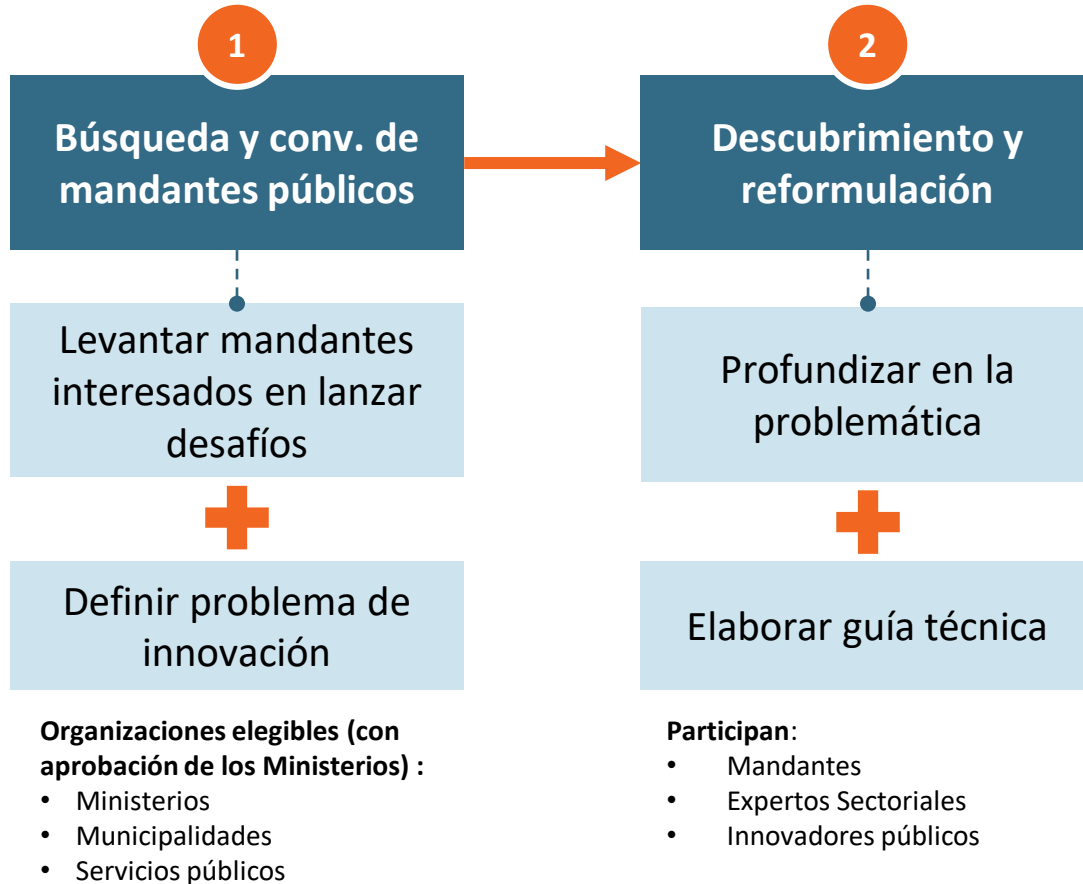 1
Búsqueda y conv. de
mandantes públicos
Levantar mandantes
interesados en lanzar
desafíos
Definir problema de
innovación
Organizaciones elegibles (con
aprobación de los Ministerios) :
• Ministerios
• Municipalidades
• Servicios públicos
2
Descubrimiento y
reformulación
Profundizar en la
problemática
Elaborar guía técnica
Participan:
• Mandantes
• Expertos Sectoriales
• Innovadores públicos